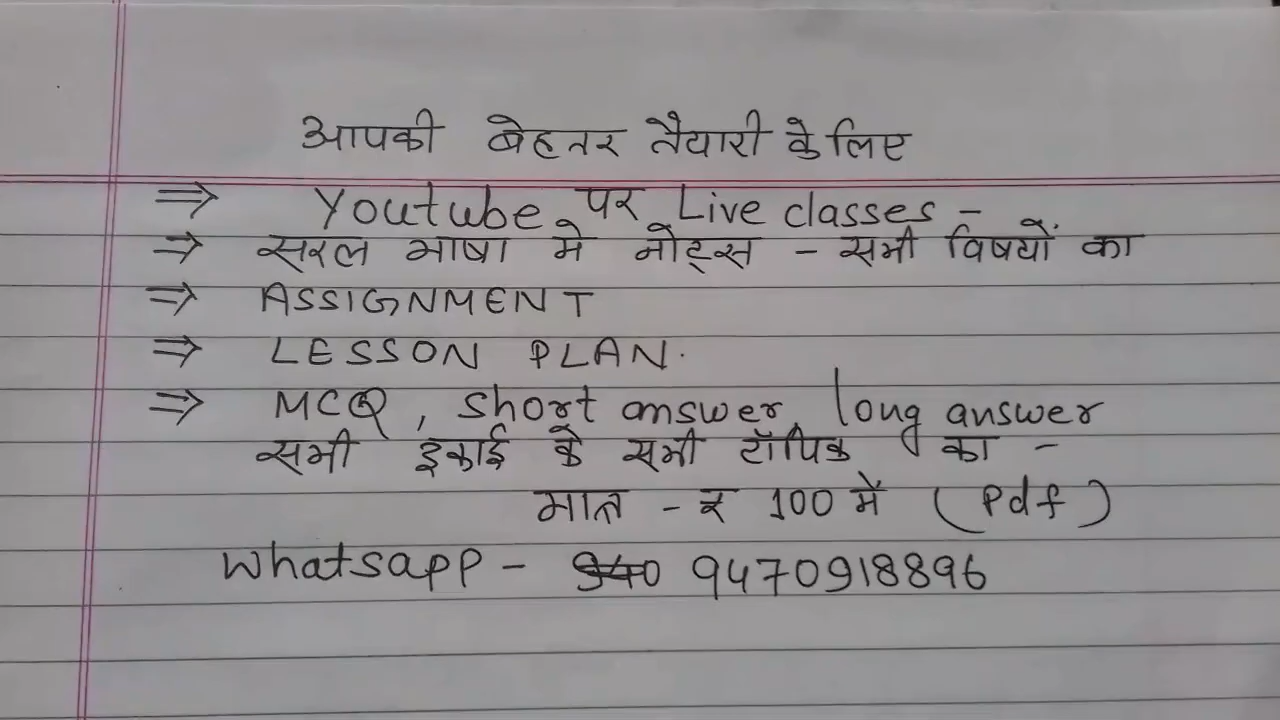 आपकी बेहतर तैयारी के लिए
⇒ Youtube पर Live classes -
⇒ सरल भाषा मे नोट्स - सभी विषयों का
⇒ ASSIGNMENT
⇒ LESSON PLAN.
⇒ MCQ, short answer, long answer
सभी इकाई के सभी टॉपिक का -
मात्र - ₹ 100 में (Pdf)
Whatsapp - 9470918896